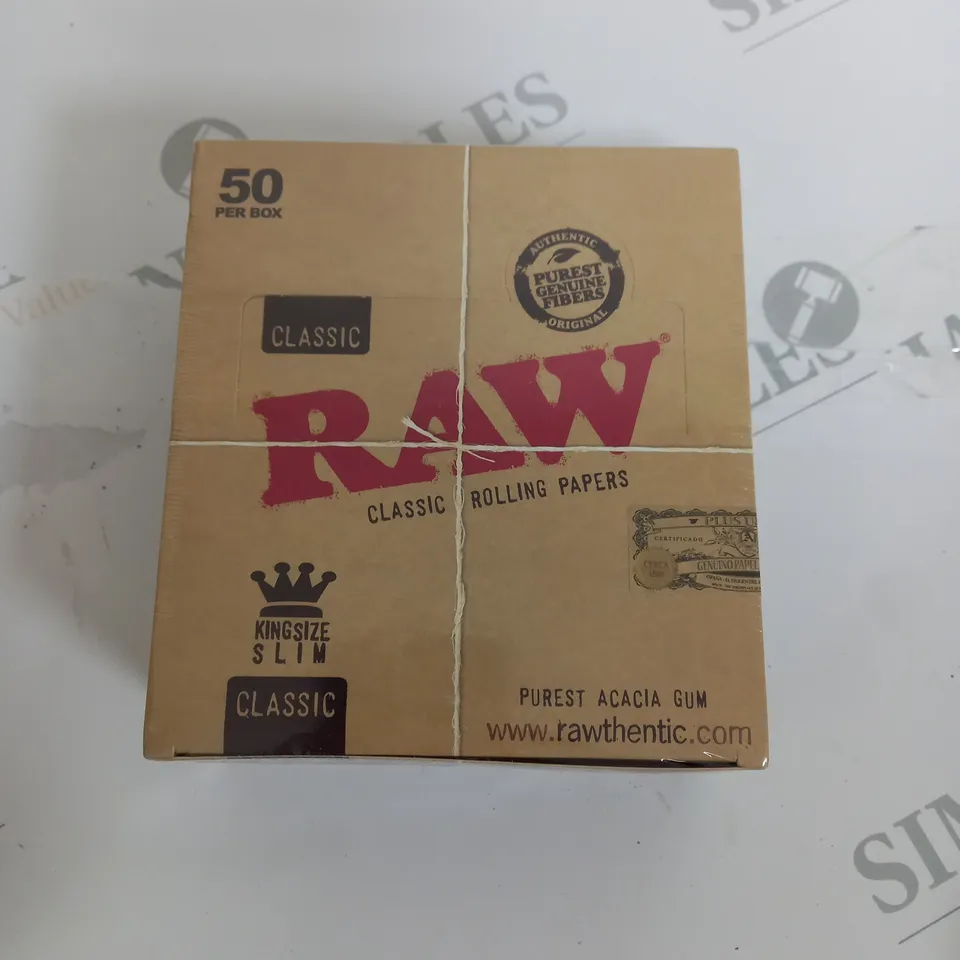 50
PER BOX
AUTHENTIC
PUREST
GENUINE
FIBERS
ORIGINAL
CLASSIC
RAW®
CLASSIC ROLLING PAPERS
CERTIFICADO
KINGSIZE
SLIM
CLASSIC
PUREST ACACIA GUM
www.rawthentic.com